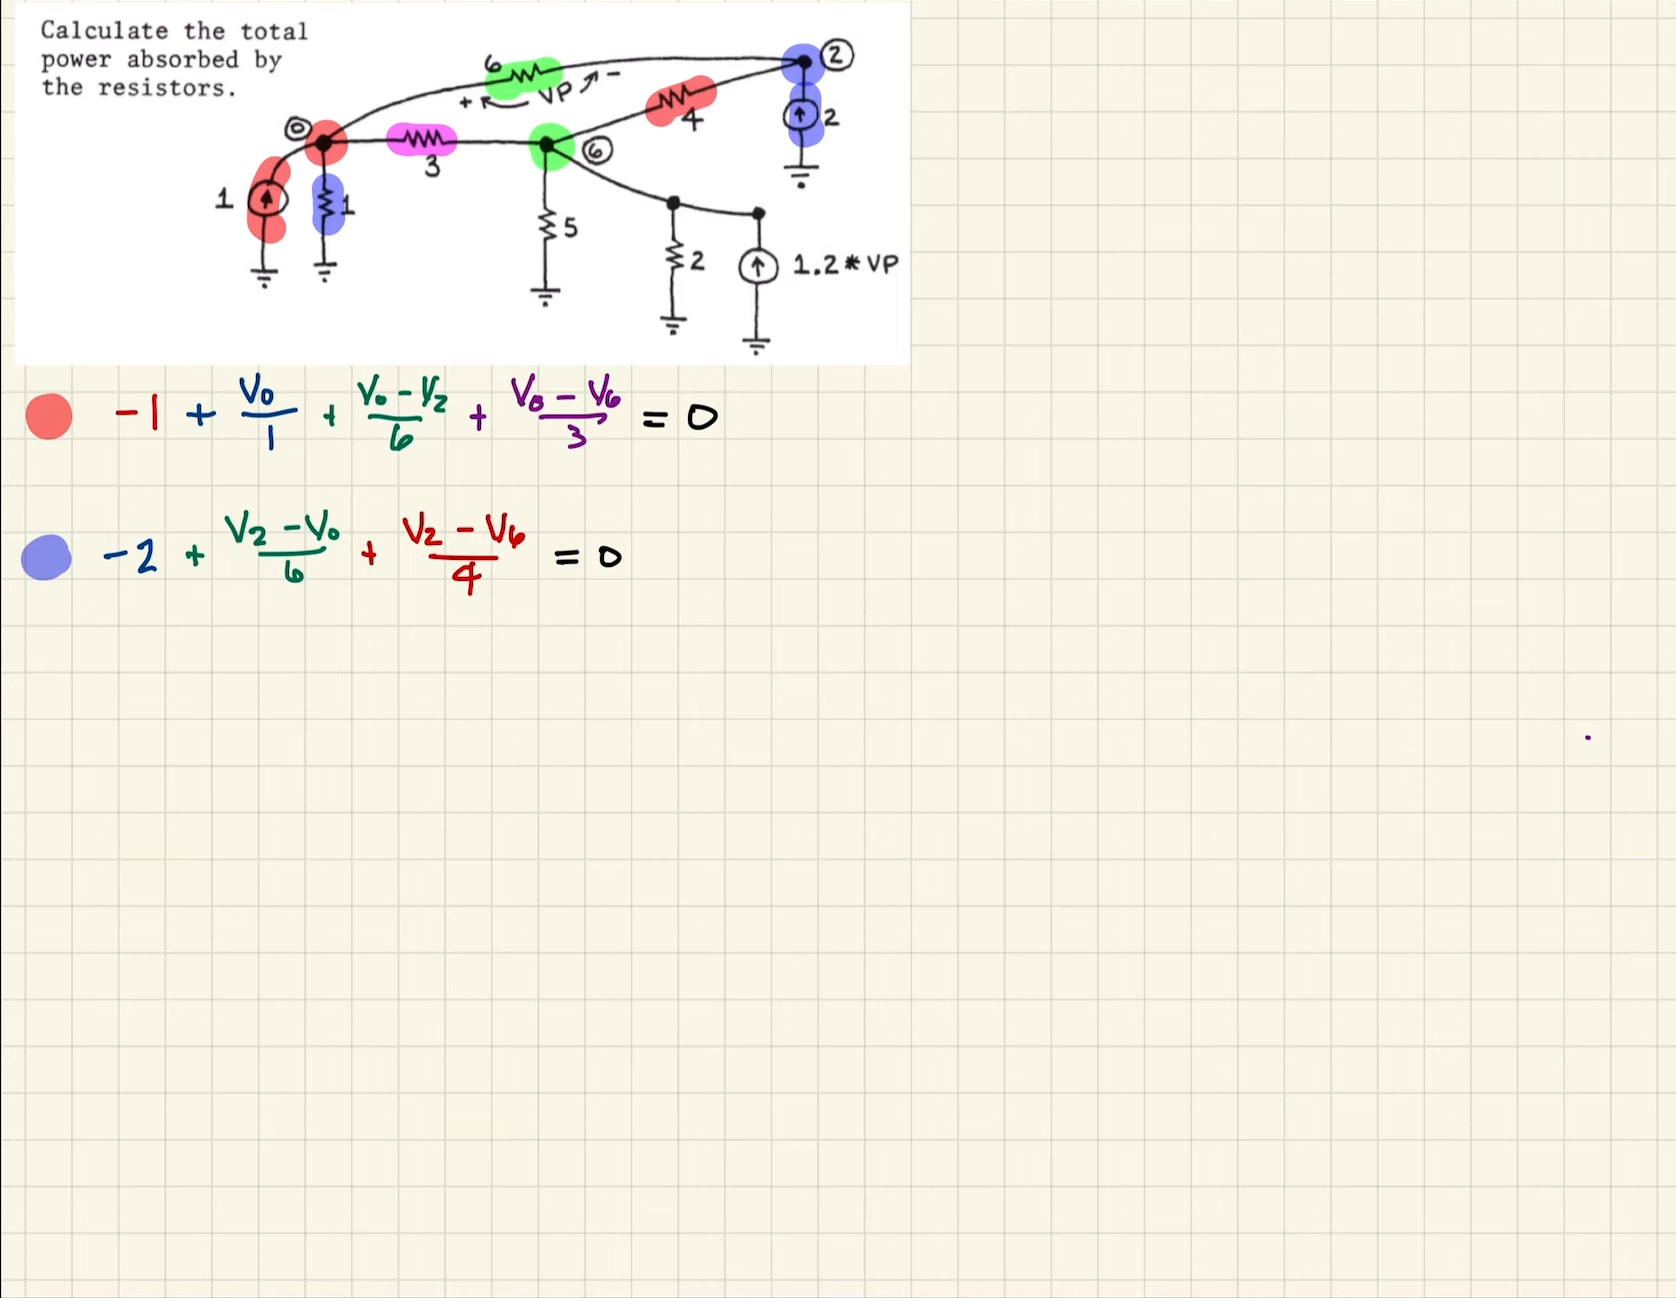 Calculate the total
power absorbed by
the resistors.
6
+ VP -
2
4
2
0
3
6
1
1
5
2
1.2*VP
-1 + V0/1 + (V0 - V2)/6 + (V0 - V6)/3 = 0
-2 + (V2 - V0)/6 + (V2 - V6)/4 = 0